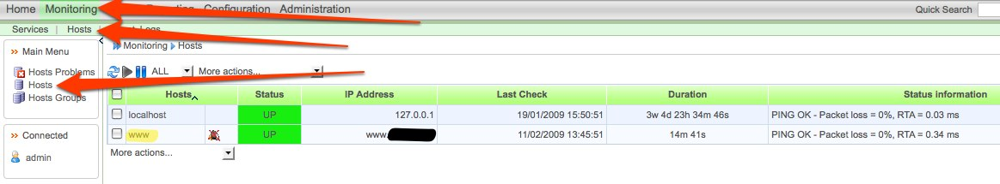 Home Monitoring Configuration Administration
Quick Search
Services | Hosts Logs
Monitoring Hosts
Main Menu
Hosts Problems
Hosts
Hosts Groups
Connected
admin
ALL More actions...
Hosts Status IP Address Last Check Duration Status information
localhost UP 127.0.0.1 19/01/2009 15:50:51 3w 4d 23h 34m 46s PING OK - Packet loss = 0%, RTA = 0.03 ms
www UP www. 11/02/2009 13:45:51 14m 41s PING OK - Packet loss = 0%, RTA = 0.34 ms
More actions...